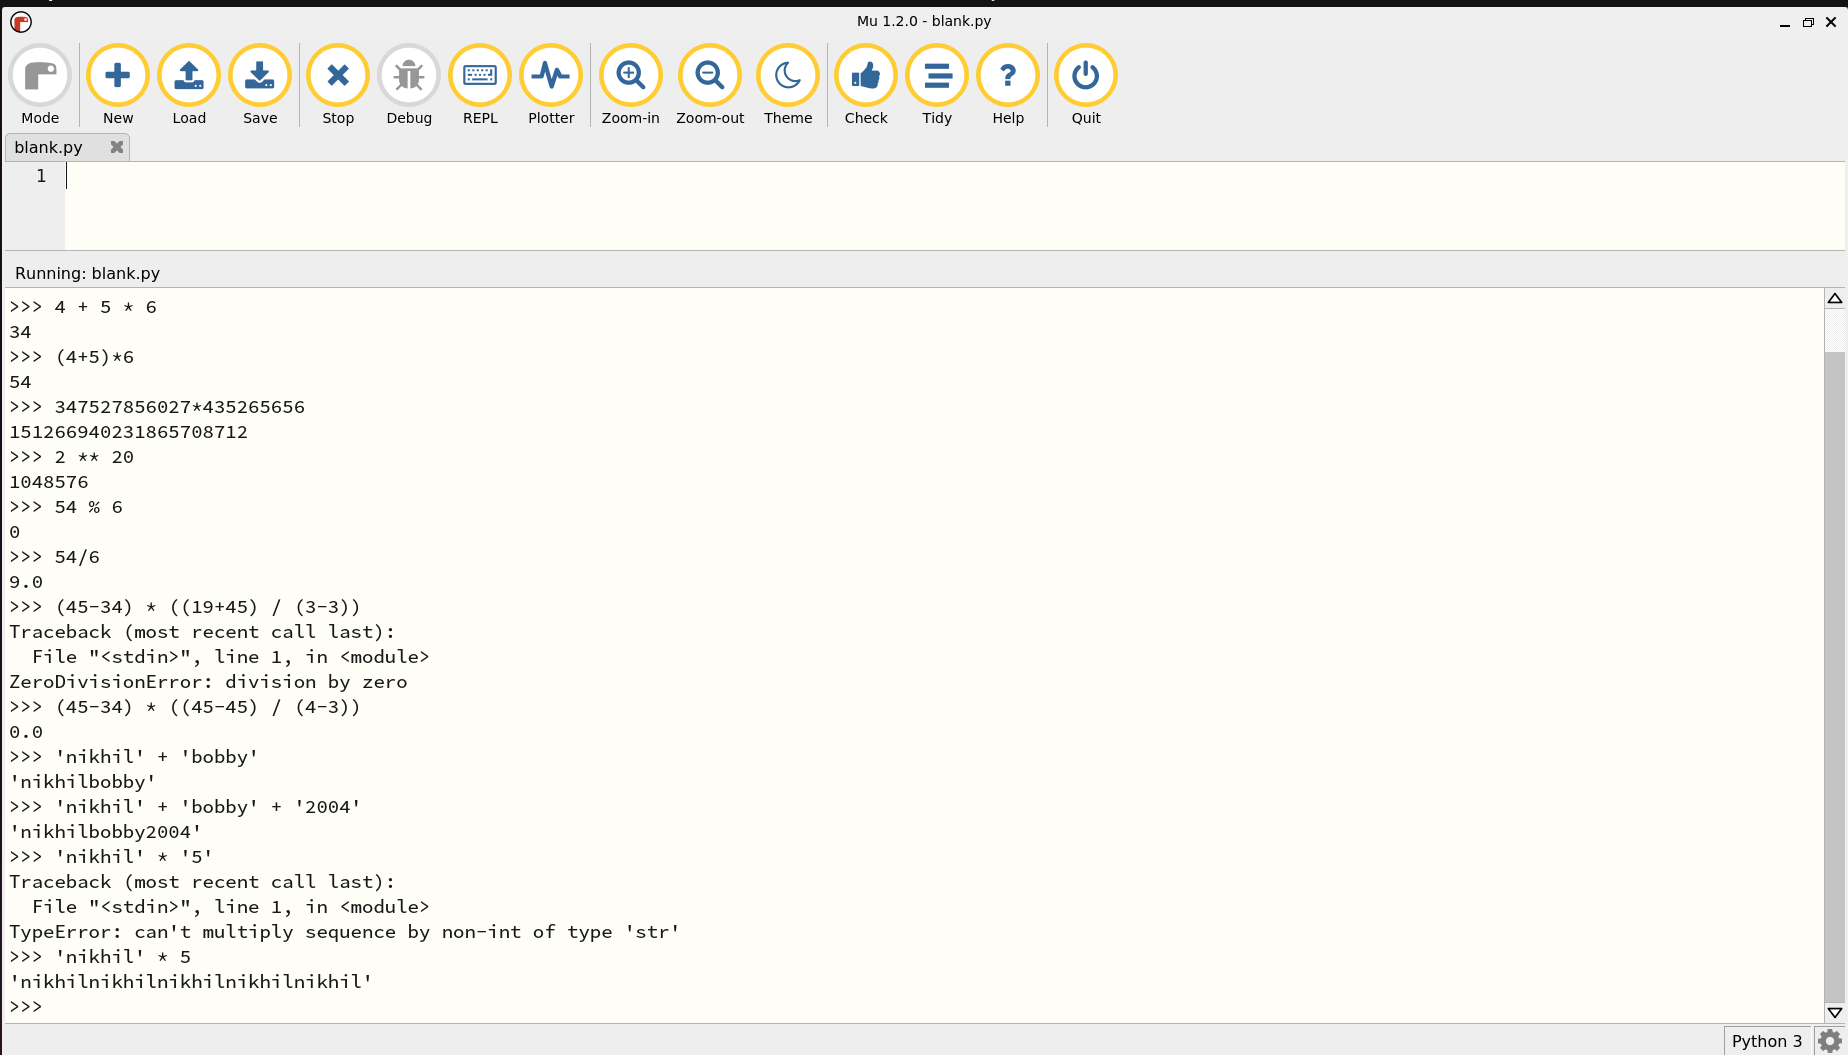 Mu 1.2.0 - blank.py
Mode New Load Save Stop Debug REPL Plotter Zoom-in Zoom-out Theme Check Tidy Help Quit
blank.py
1
Running: blank.py
>>> 4 + 5 * 6
34
>>> (4+5)*6
54
>>> 347527856027*435265656
151266940231865708712
>>> 2 ** 20
1048576
>>> 54 % 6
0
>>> 54/6
9.0
>>> (45-34) * ((19+45) / (3-3))
Traceback (most recent call last):
  File "<stdin>", line 1, in <module>
ZeroDivisionError: division by zero
>>> (45-34) * ((45-45) / (4-3))
0.0
>>> 'nikhil' + 'bobby'
'nikhilbobby'
>>> 'nikhil' + 'bobby' + '2004'
'nikhilbobby2004'
>>> 'nikhil' * '5'
Traceback (most recent call last):
  File "<stdin>", line 1, in <module>
TypeError: can't multiply sequence by non-int of type 'str'
>>> 'nikhil' * 5
'nikhilnikhilnikhilnikhilnikhil'
>>>
Python 3